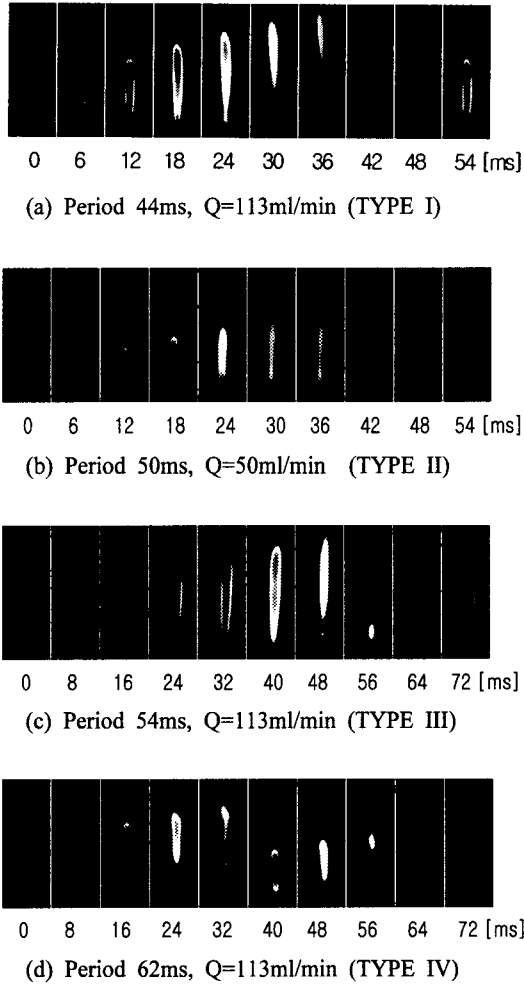 0 6 12 18 24 30 36 42 48 54 [ms]
(a) Period 44ms, Q=113ml/min (TYPE I)
0 6 12 18 24 30 36 42 48 54 [ms]
(b) Period 50ms, Q=50ml/min (TYPE II)
0 8 16 24 32 40 48 56 64 72 [ms]
(c) Period 54ms, Q=113ml/min (TYPE III)
0 8 16 24 32 40 48 56 64 72 [ms]
(d) Period 62ms, Q=113ml/min (TYPE IV)